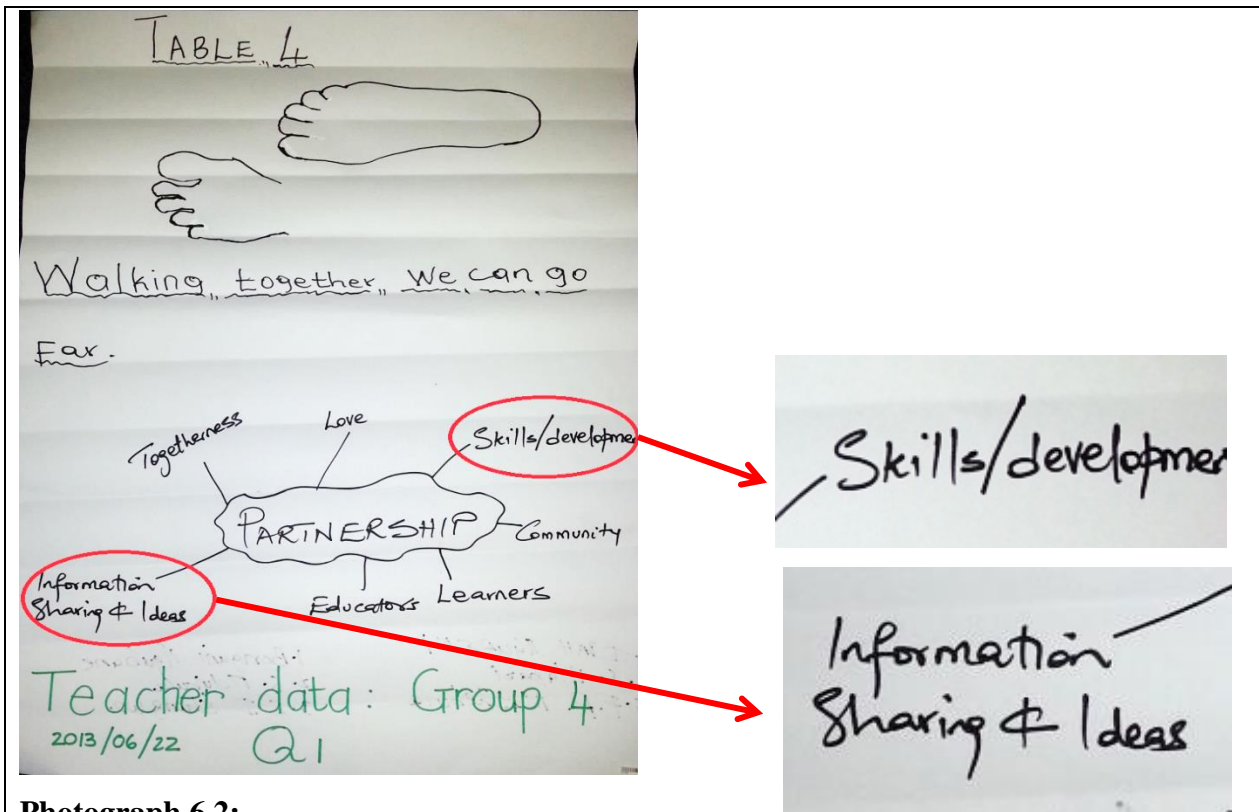 TABLE 4
Walking together we can go
Far.
Togetherness
Love
Skills/developmen
PARTNERSHIP
Community
Information
Sharing & Ideas
Educators
Learners
Teacher data: Group 4
2013/06/22 Q1
Skills/developmen
Information
Sharing & Ideas
Photograph 6.2: